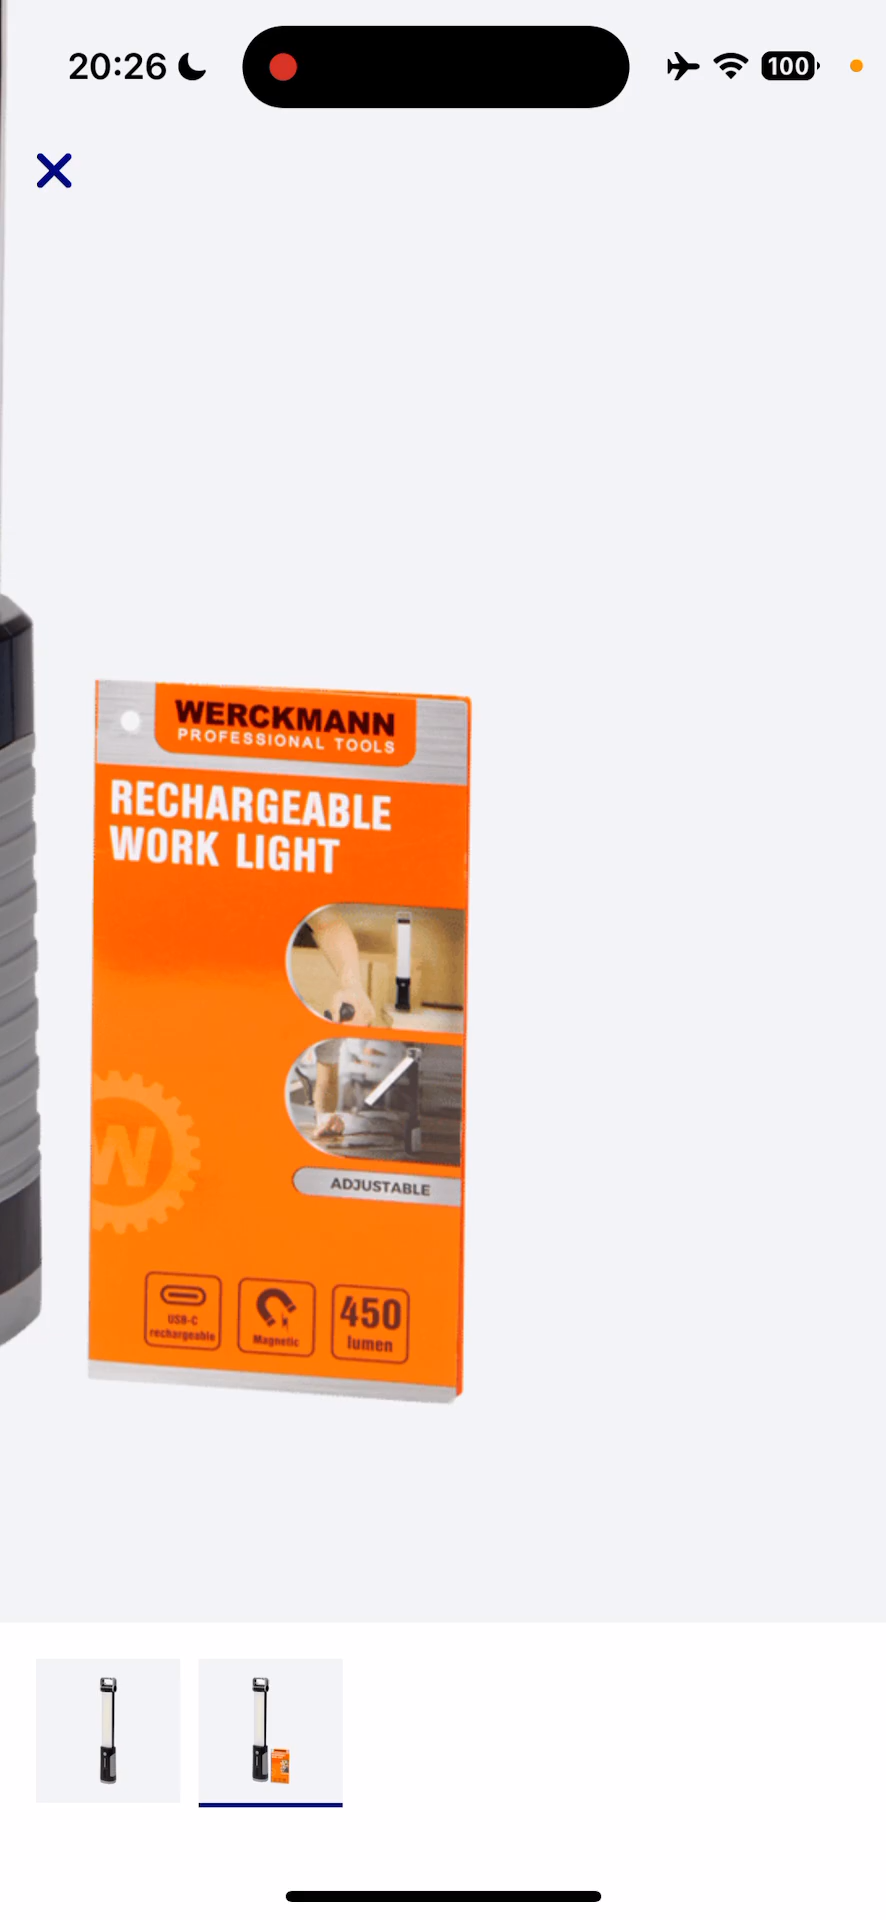 20:26
100
WERCKMANN
PROFESSIONAL TOOLS
RECHARGEABLE
WORK LIGHT
W
ADJUSTABLE
USB-C
rechargeable
Magnetic
450
lumen